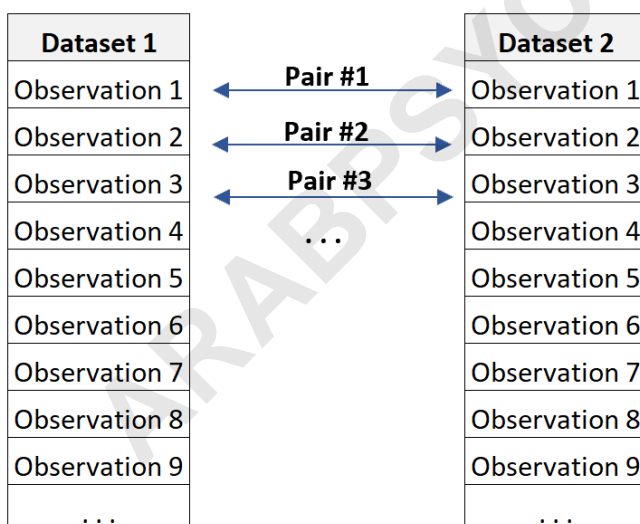 Dataset 1
Dataset 2
Observation 1
Pair #1
Observation 1
Observation 2
Pair #2
Observation 2
Observation 3
Pair #3
Observation 3
Observation 4
...
Observation 4
Observation 5
Observation 5
Observation 6
Observation 6
Observation 7
Observation 7
Observation 8
Observation 8
Observation 9
Observation 9
...
...
ARABPSYC